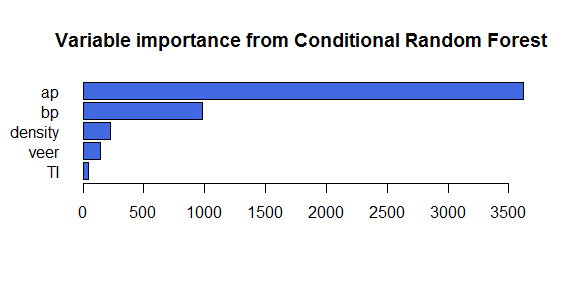 Variable importance from Conditional Random Forest
ap
bp
density
veer
TI
0 500 1000 1500 2000 2500 3000 3500